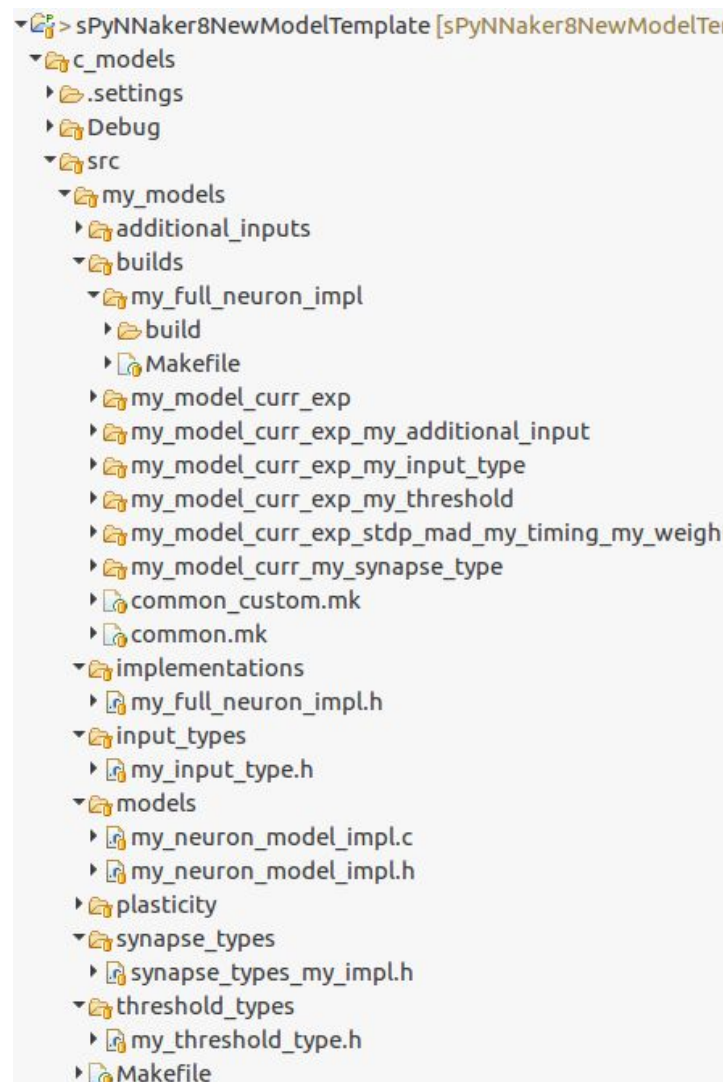 > sPyNNaker8NewModelTemplate [sPyNNaker8NewModelTe
c_models
.settings
Debug
src
my_models
additional_inputs
builds
my_full_neuron_impl
build
Makefile
my_model_curr_exp
my_model_curr_exp_my_additional_input
my_model_curr_exp_my_input_type
my_model_curr_exp_my_threshold
my_model_curr_exp_stdp_mad_my_timing_my_weigh
my_model_curr_my_synapse_type
common_custom.mk
common.mk
implementations
my_full_neuron_impl.h
input_types
my_input_type.h
models
my_neuron_model_impl.c
my_neuron_model_impl.h
plasticity
synapse_types
synapse_types_my_impl.h
threshold_types
my_threshold_type.h
Makefile